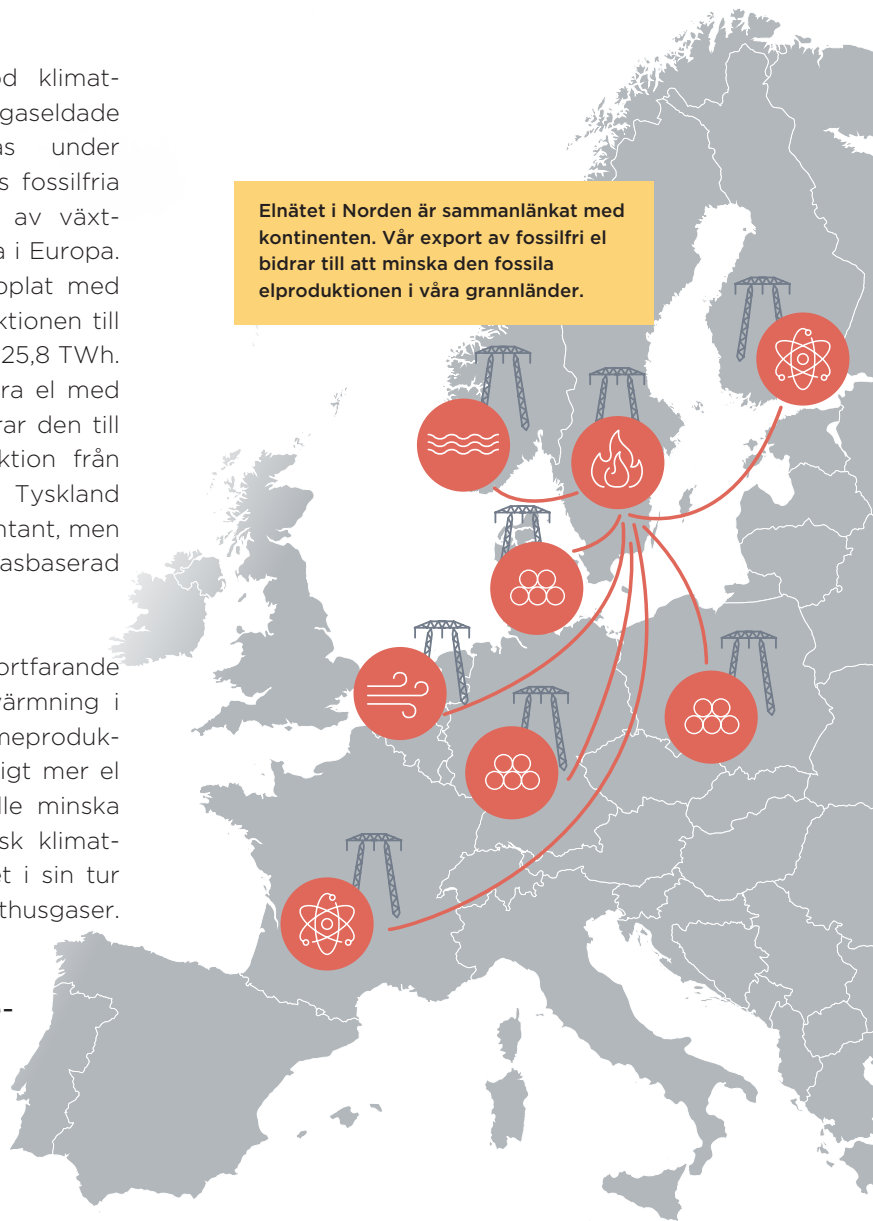 d klimat-
gaseldade
as under
s fossilfria
av växt-
a i Europa.
oplat med
ktionen till
25,8 TWh.
ra el med
rar den till
ktion från
Tyskland
ntant, men
asbaserad
ortfarande
värmning i
meproduk-
igt mer el
lle minska
sk klimat-
et i sin tur
thusgaser.
-
Elnätet i Norden är sammanlänkat med
kontinenten. Vår export av fossilfri el
bidrar till att minska den fossila
elproduktionen i våra grannländer.